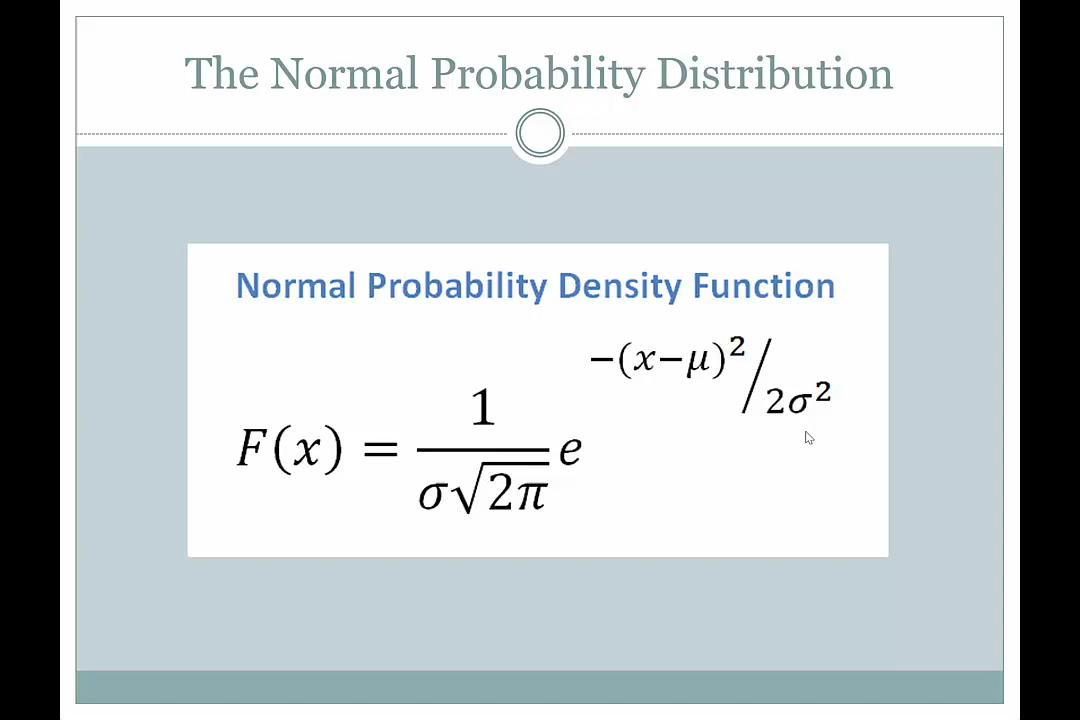 The Normal Probability Distribution
Normal Probability Density Function
F(x) = 1/(σ√2π) e^(−(x−μ)²/2σ²)